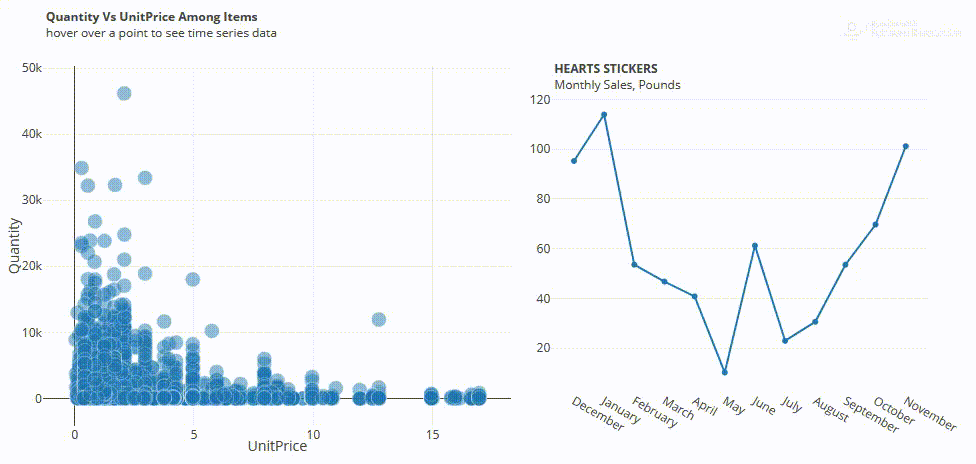 Quantity Vs UnitPrice Among Items
hover over a point to see time series data
50k
40k
30k
20k
10k
0
Quantity
0
5
10
15
UnitPrice
HEARTS STICKERS
Monthly Sales, Pounds
120
100
80
60
40
20
December
January
February
March
April
May
June
July
August
September
October
November